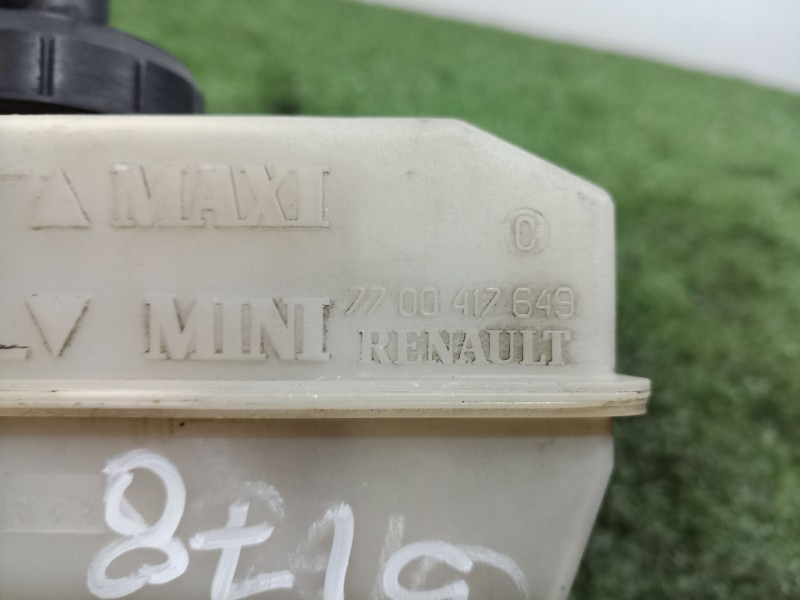 MAXI
C
77 00 417 649
MINI RENAULT